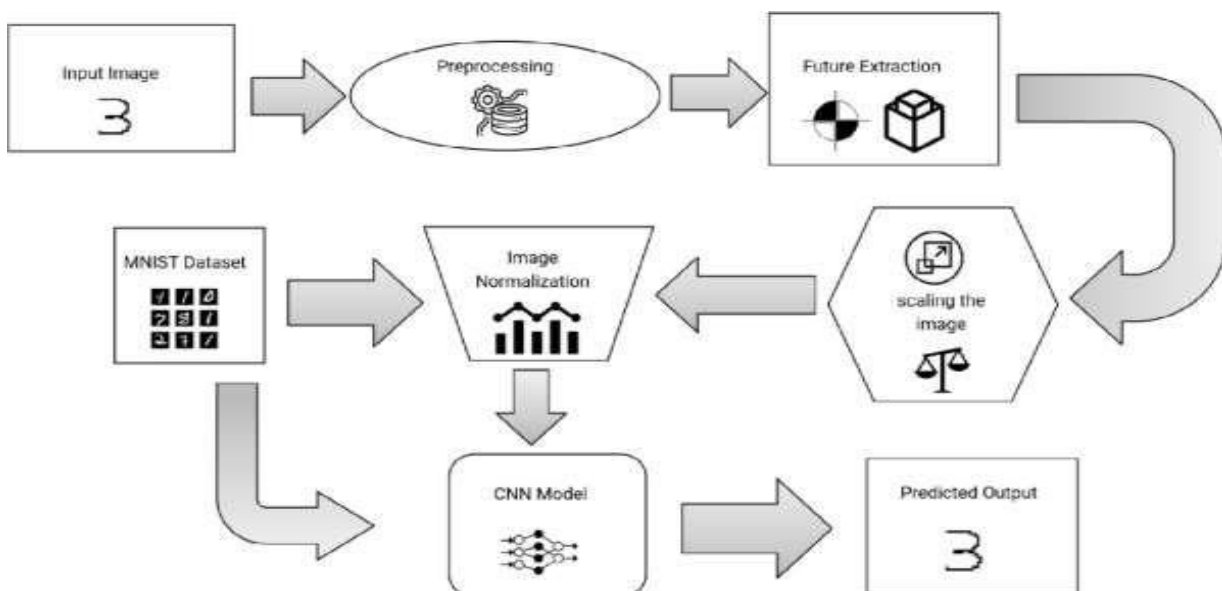 Input Image
3
Preprocessing
Future Extraction
MNIST Dataset
Image
Normalization
scaling the
image
CNN Model
Predicted Output
3